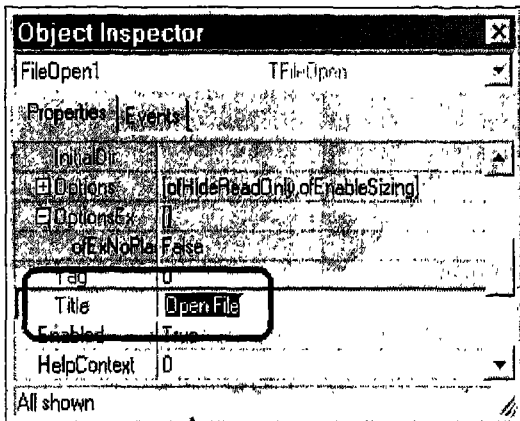 Object Inspector
FileOpen1 TFileOpen
Properties Events
InitialDir
Options [ofHideReadOnly,ofEnableSizing]
OptionsEx []
ofExNoPla False
Tag 0
Title Open File
Enabled True
HelpContext 0
All shown